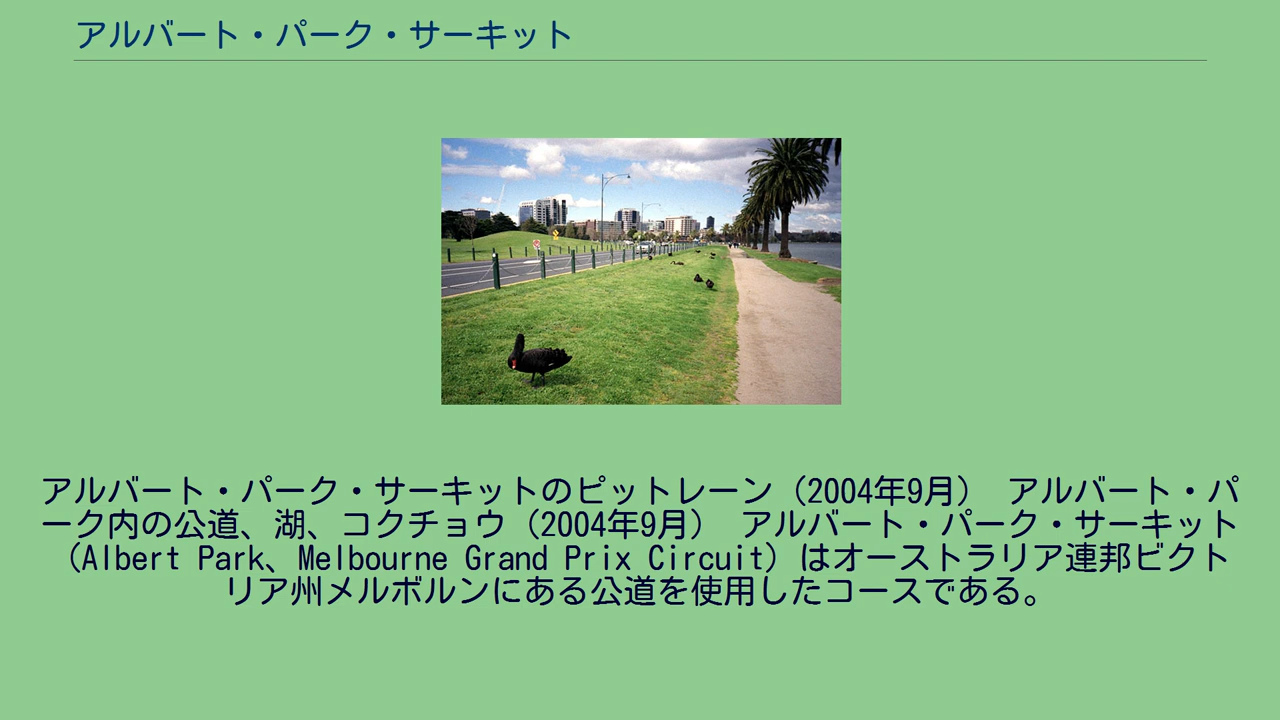 アルバート・パーク・サーキット
アルバート・パーク・サーキットのピットレーン（2004年9月） アルバート・パ
ーク内の公道、湖、コクチョウ（2004年9月） アルバート・パーク・サーキット
（Albert Park、Melbourne Grand Prix Circuit）はオーストラリア連邦ビクト
リア州メルボルンにある公道を使用したコースである。